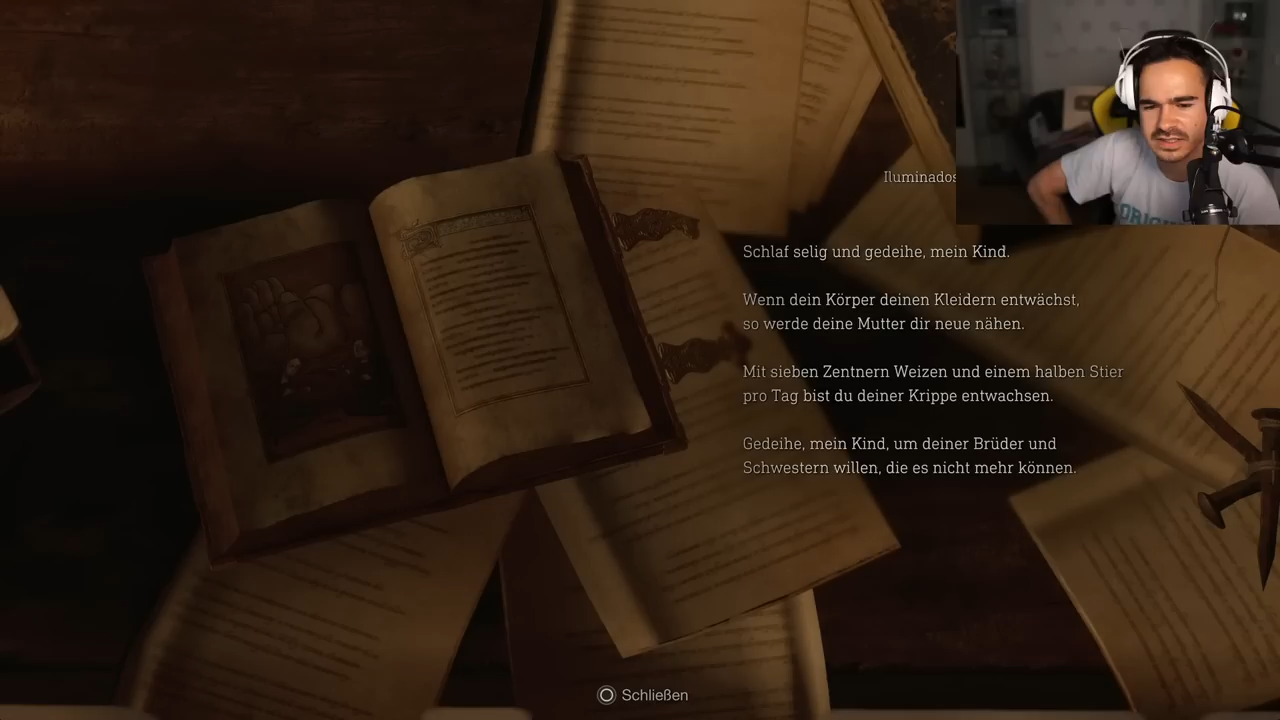 Iluminados
Schlaf selig und gedeihe, mein Kind.
Wenn dein Körper deinen Kleidern entwächst,
so werde deine Mutter dir neue nähen.
Mit sieben Zentnern Weizen und einem halben Stier
pro Tag bist du deiner Krippe entwachsen.
Gedeihe, mein Kind, um deiner Brüder und
Schwestern willen, die es nicht mehr können.
Schließen